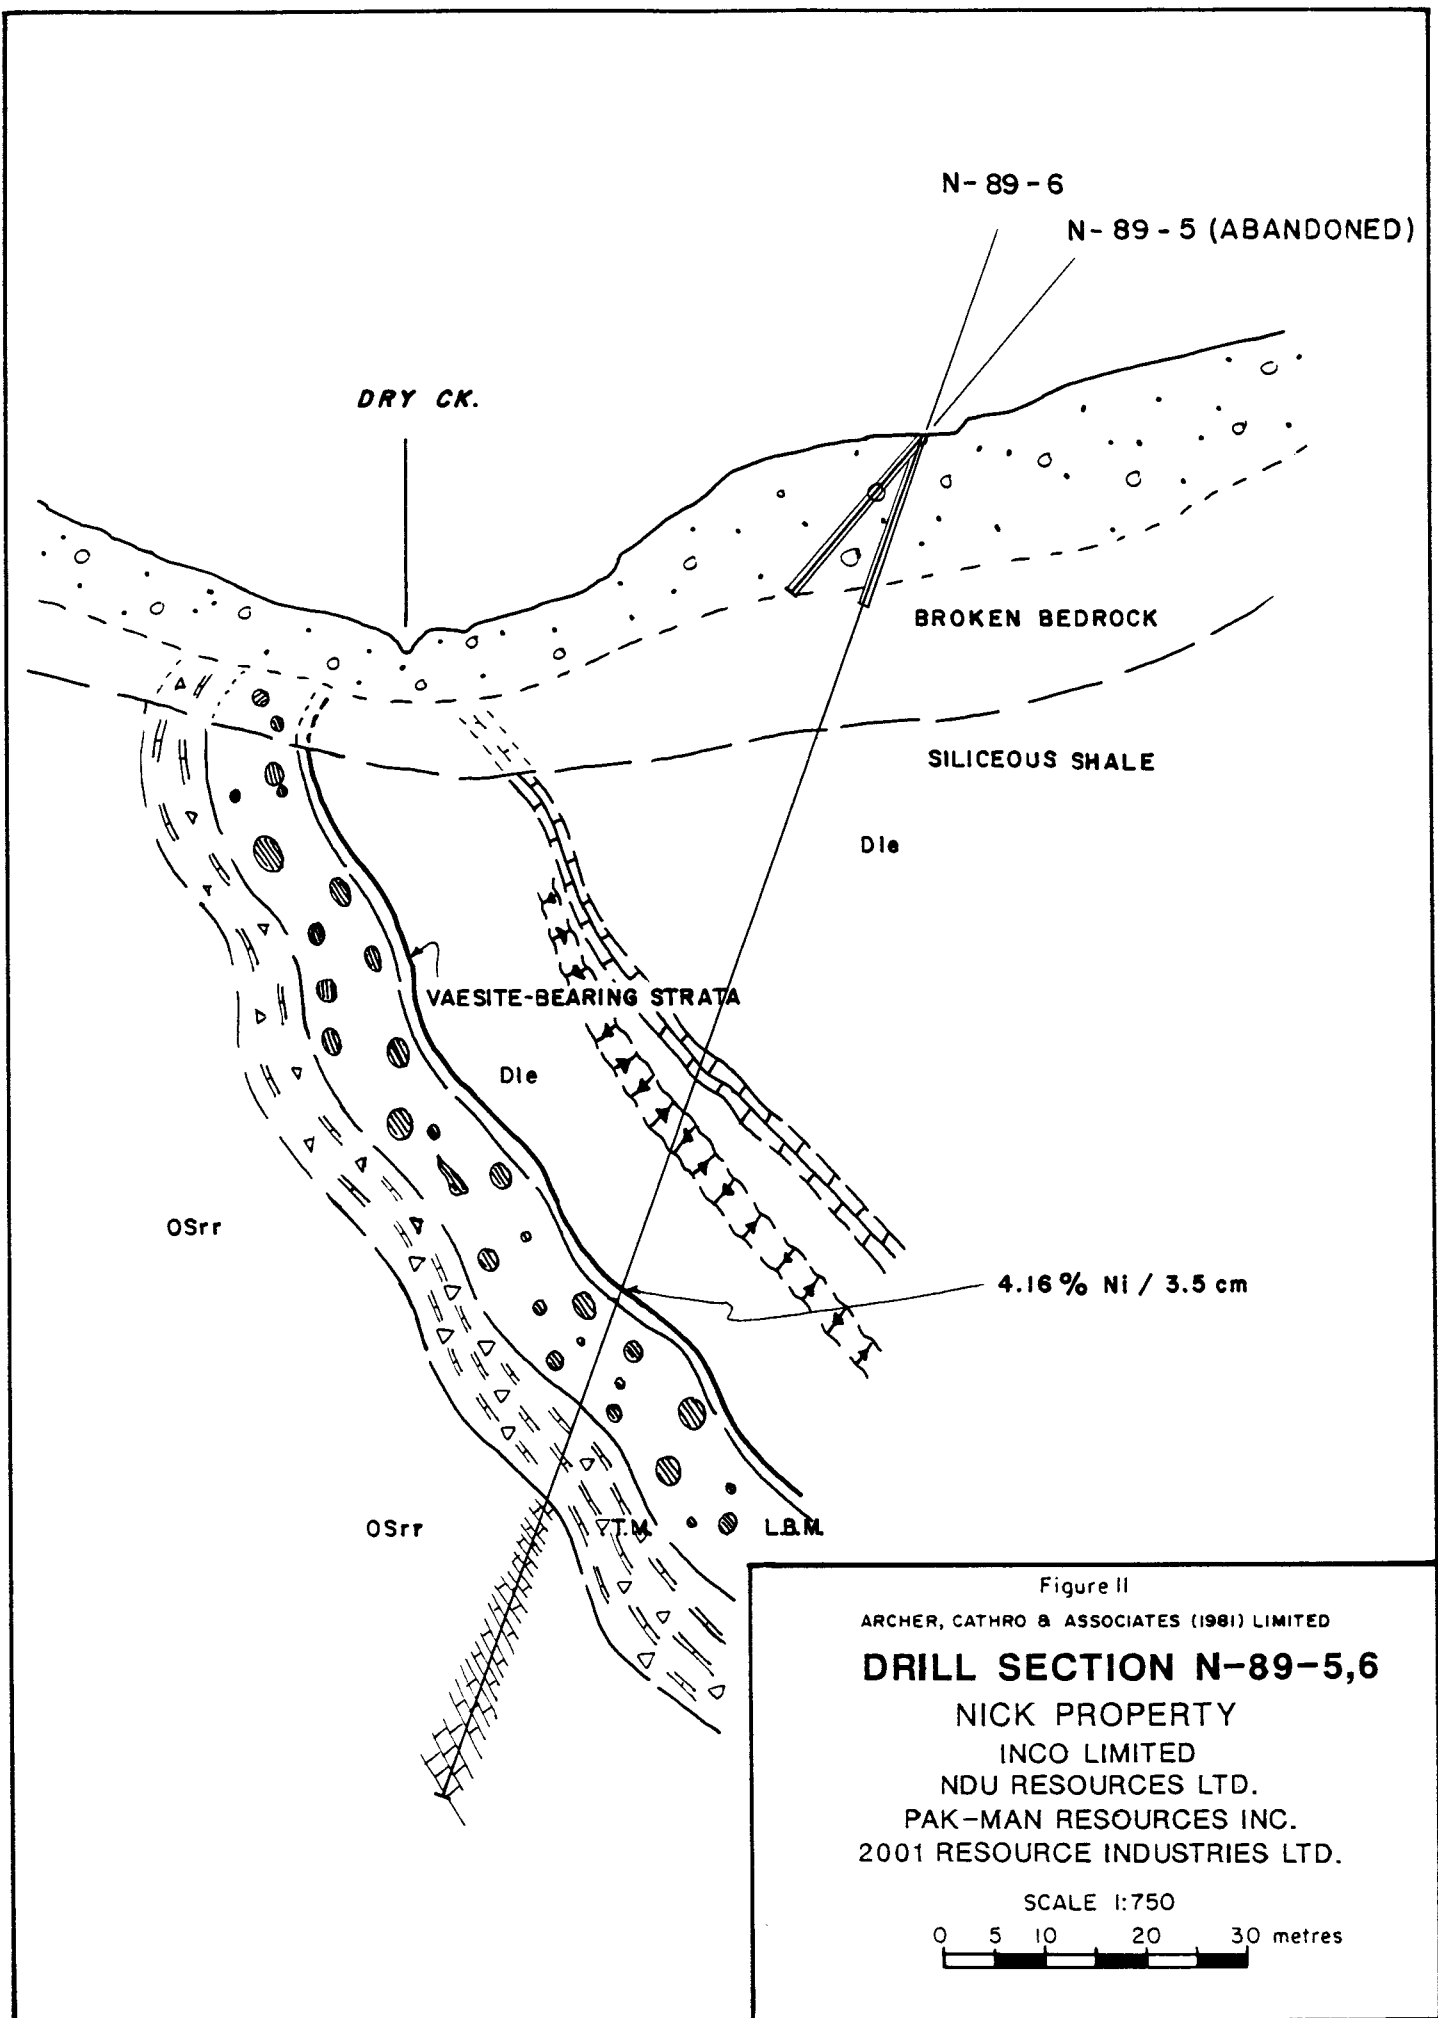 N-89-6
N-89-5 (ABANDONED)
DRY CK.
BROKEN BEDROCK
SILICEOUS SHALE
Dle
VAESITE-BEARING STRATA
Dle
OSrr
4.16% Ni / 3.5 cm
OSrr
T.M.
L.B.M.
Figure 11
ARCHER, CATHRO & ASSOCIATES (1981) LIMITED
DRILL SECTION N-89-5,6
NICK PROPERTY
INCO LIMITED
NDU RESOURCES LTD.
PAK-MAN RESOURCES INC.
2001 RESOURCE INDUSTRIES LTD.
SCALE 1:750
0 5 10 20 30 metres